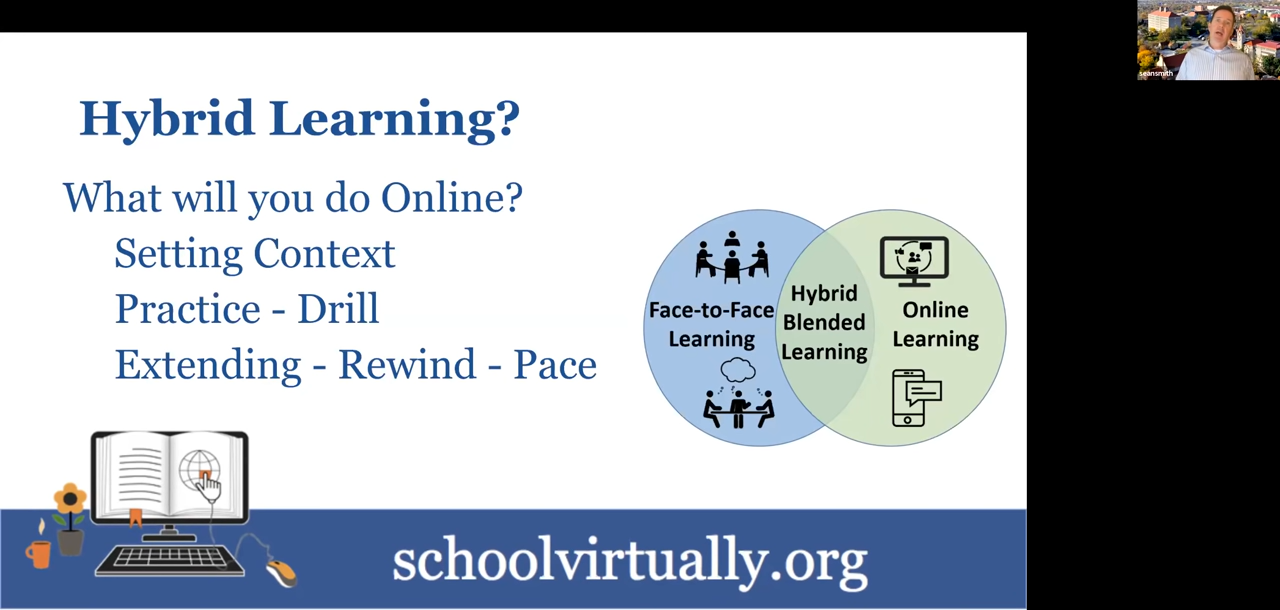 Hybrid Learning?
What will you do Online?
Setting Context
Practice - Drill
Extending - Rewind - Pace
Face-to-Face
Learning
Hybrid
Blended
Learning
Online
Learning
schoolvirtually.org
seansmith